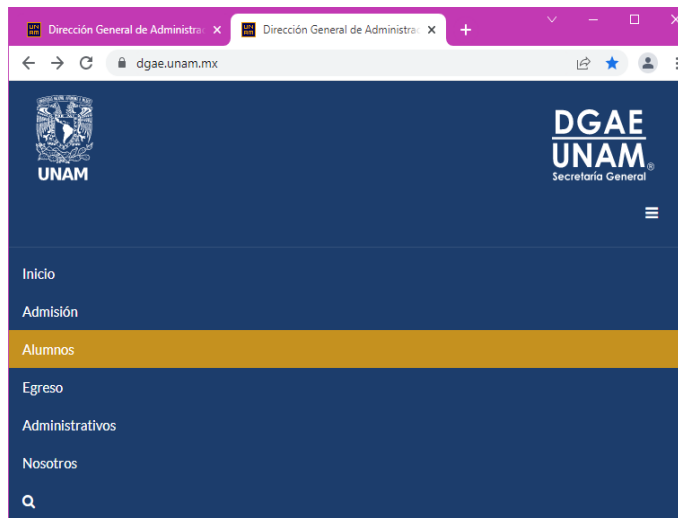 Dirección General de Administrac
Dirección General de Administrac
dgae.unam.mx
UNAM
DGAE
UNAM®
Secretaría General
Inicio
Admisión
Alumnos
Egreso
Administrativos
Nosotros